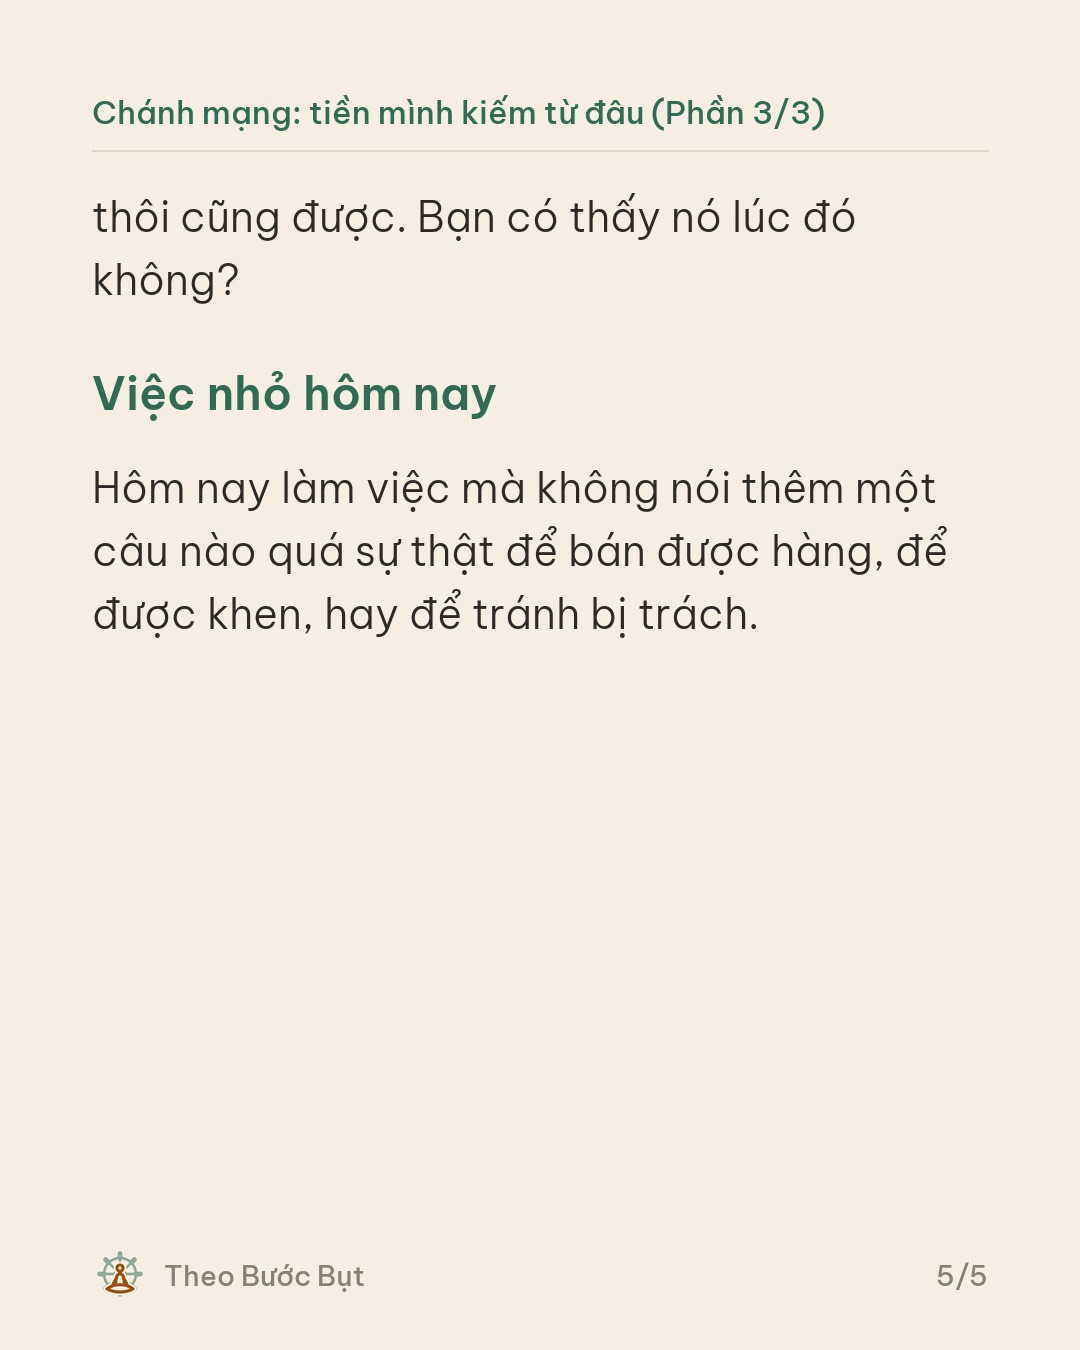 Chánh mạng: tiền mình kiếm từ đâu (Phần 3/3)
thôi cũng được. Bạn có thấy nó lúc đó
không?
Việc nhỏ hôm nay
Hôm nay làm việc mà không nói thêm một
câu nào quá sự thật để bán được hàng, để
được khen, hay để tránh bị trách.
Theo Bước Bụt
5/5